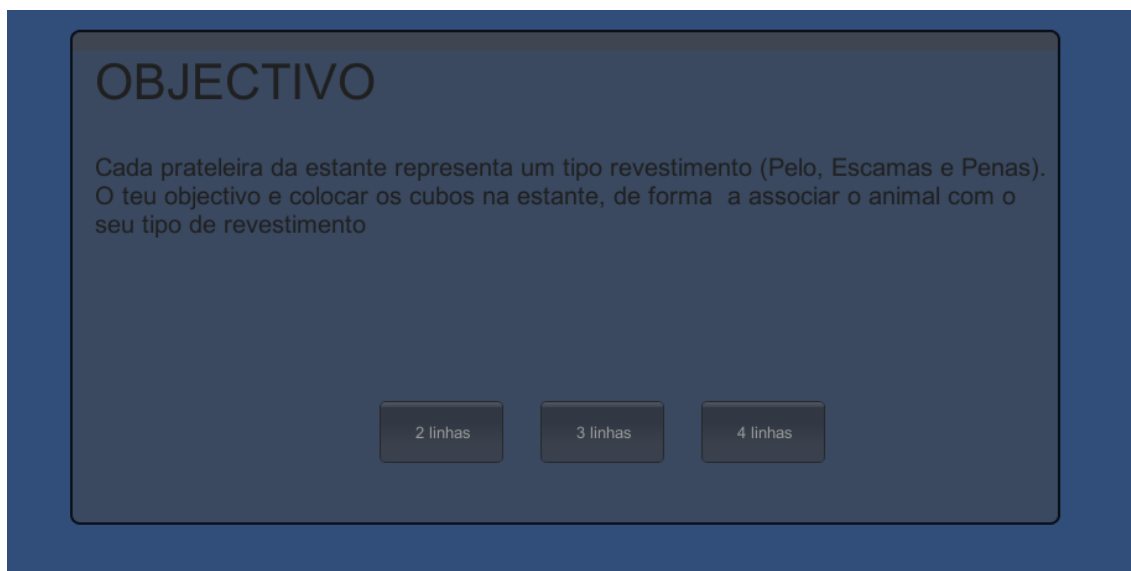 OBJECTIVO
Cada prateleira da estante representa um tipo revestimento (Pelo, Escamas e Penas).
O teu objectivo e colocar os cubos na estante, de forma  a associar o animal com o
seu tipo de revestimento
2 linhas
3 linhas
4 linhas